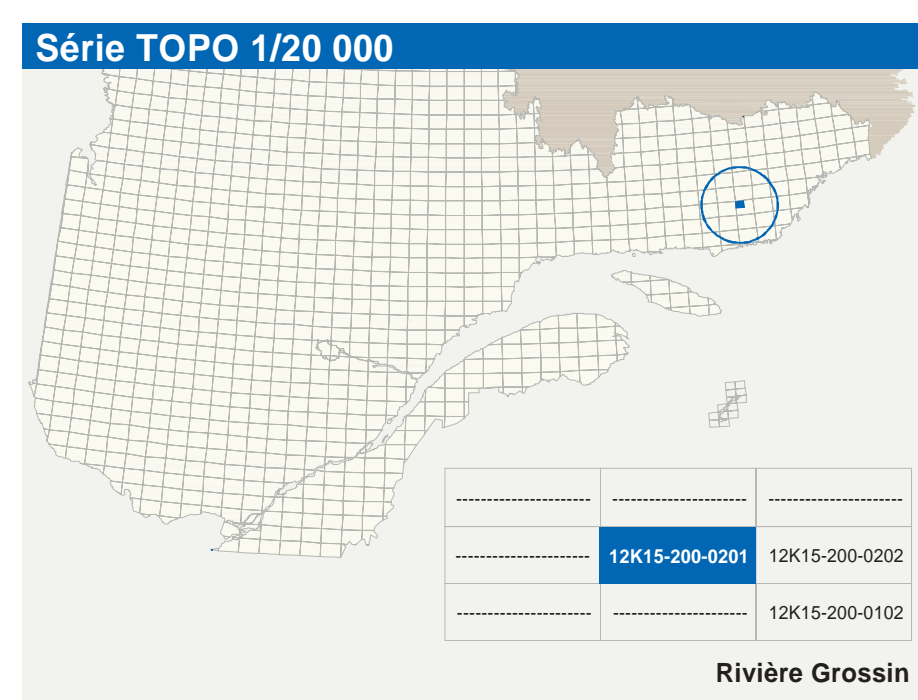 Série TOPO 1/20 000
---------------------- ---------------------- ----------------------
---------------------- 12K15-200-0201 12K15-200-0202
---------------------- ---------------------- 12K15-200-0102
Rivière Grossin